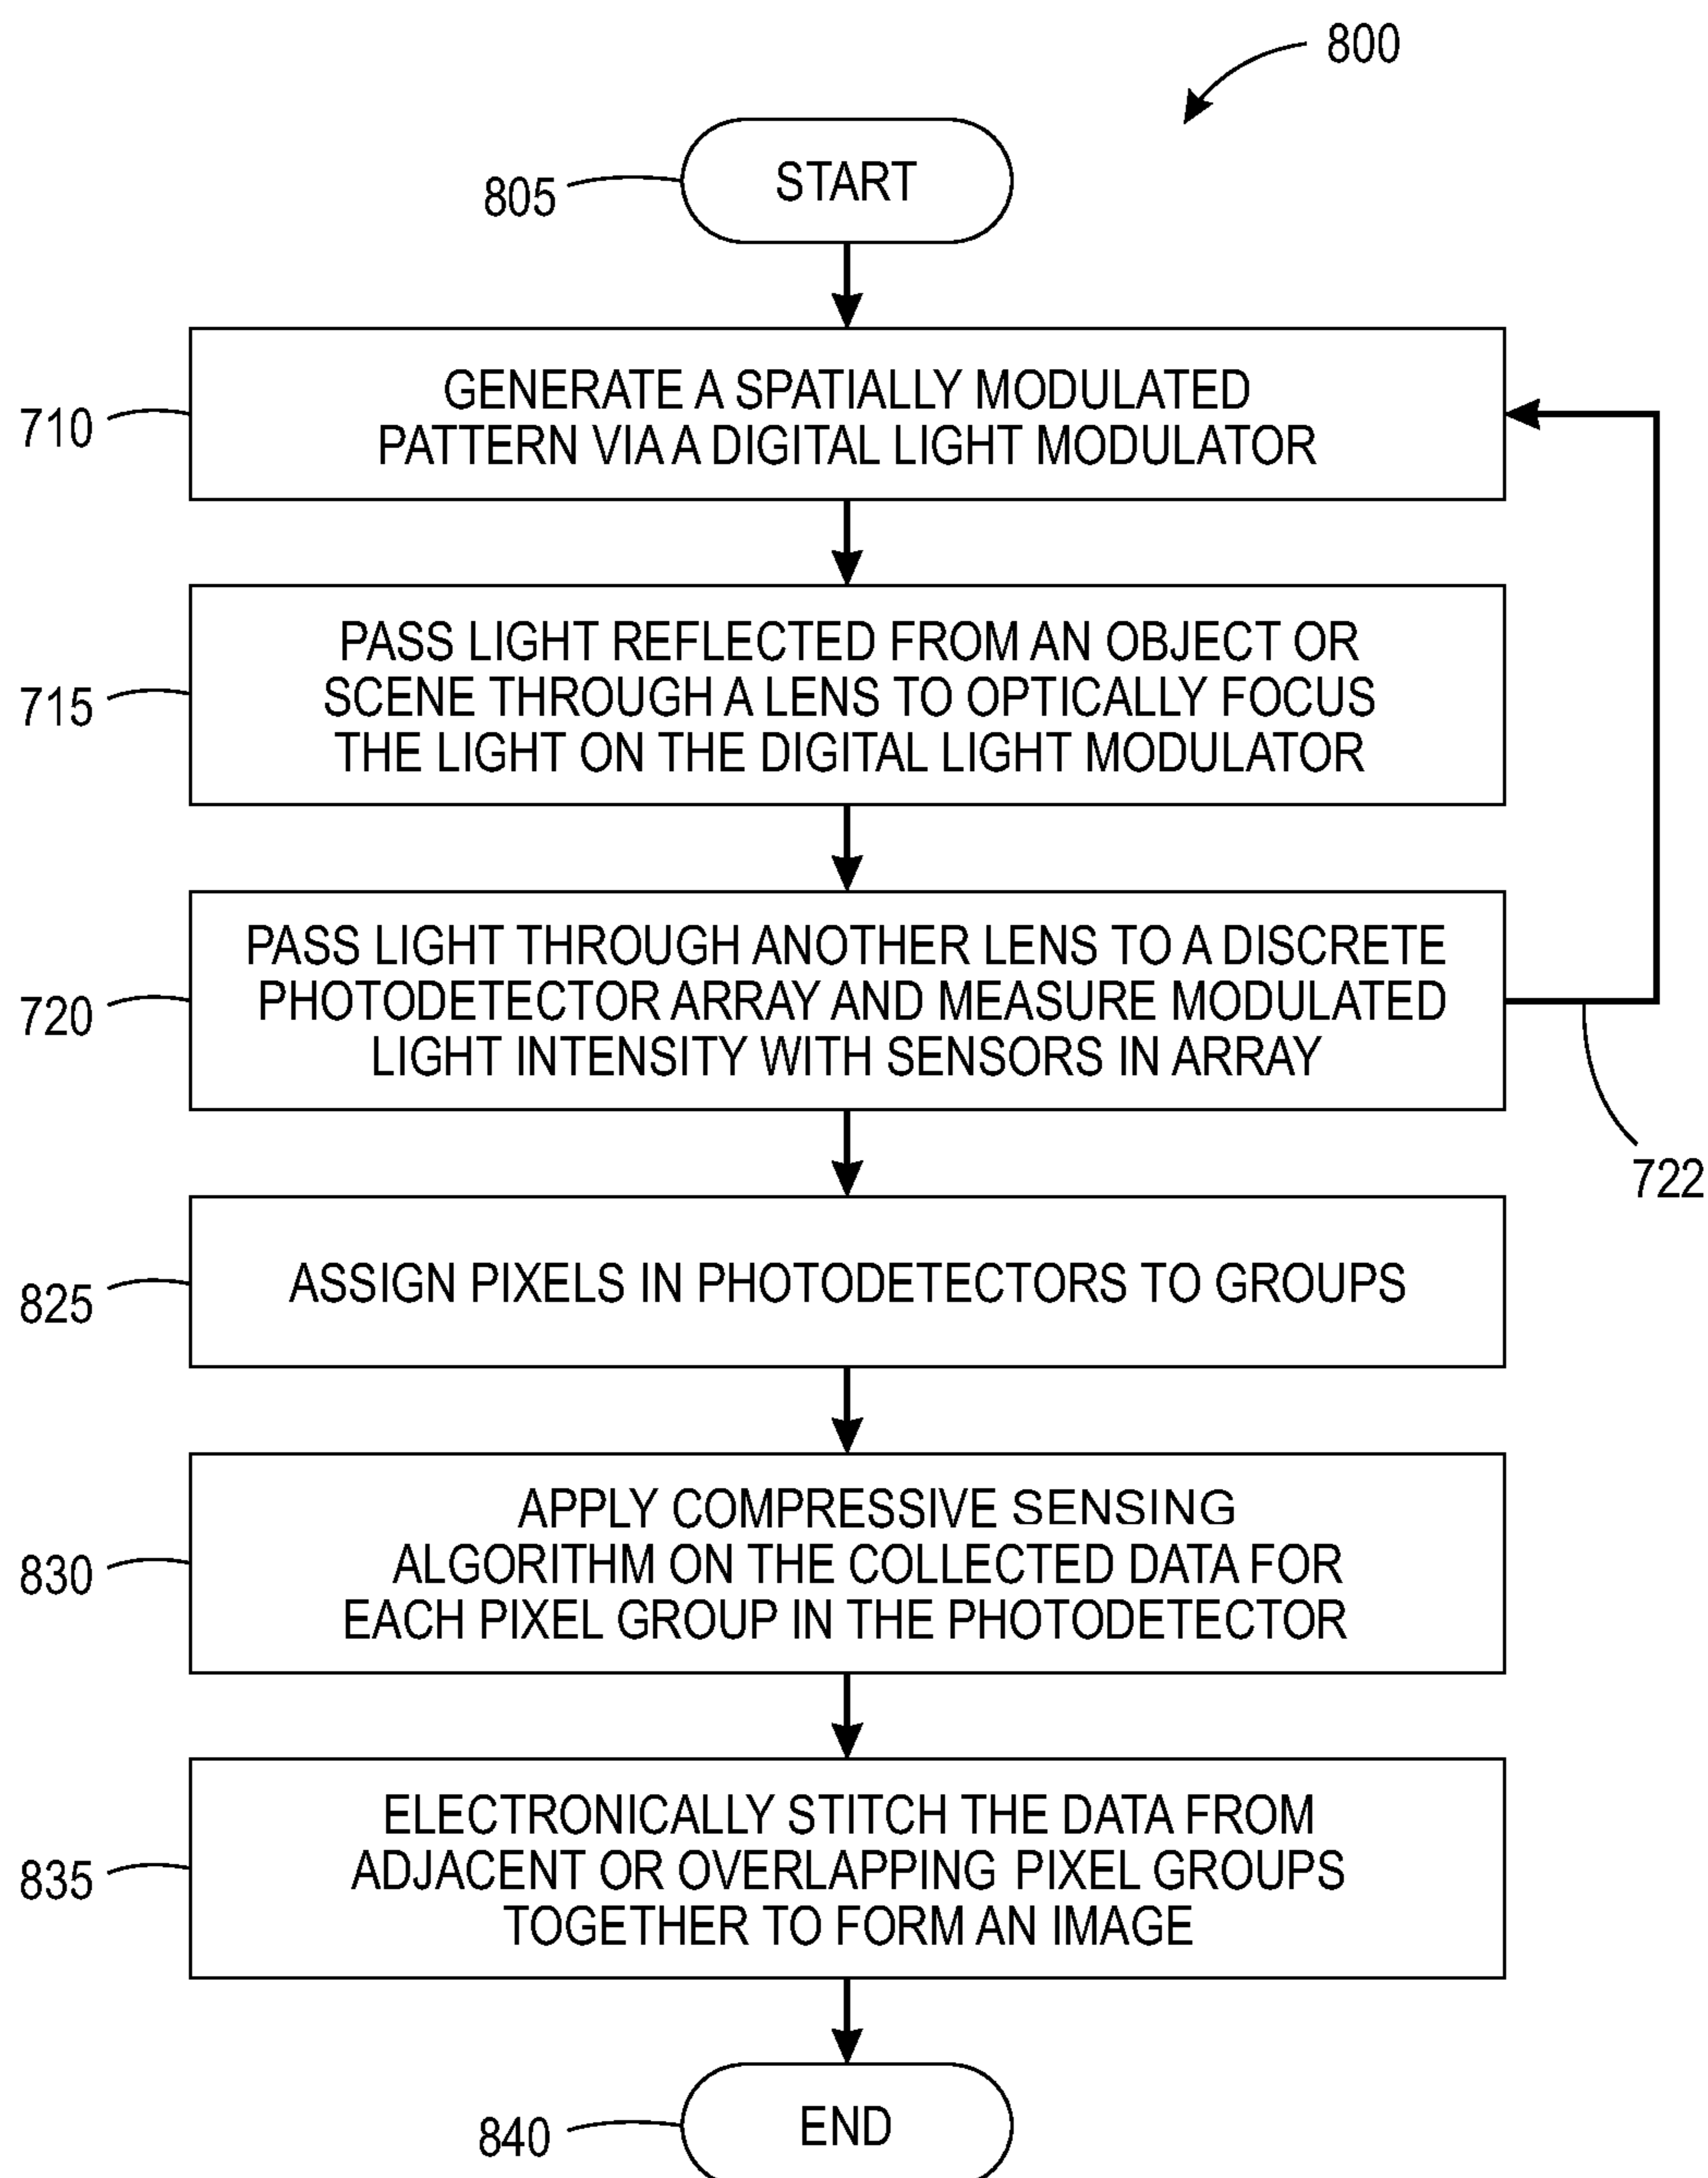 800
805
START
710
GENERATE A SPATIALLY MODULATED
PATTERN VIA A DIGITAL LIGHT MODULATOR
715
PASS LIGHT REFLECTED FROM AN OBJECT OR
SCENE THROUGH A LENS TO OPTICALLY FOCUS
THE LIGHT ON THE DIGITAL LIGHT MODULATOR
720
PASS LIGHT THROUGH ANOTHER LENS TO A DISCRETE
PHOTODETECTOR ARRAY AND MEASURE MODULATED
LIGHT INTENSITY WITH SENSORS IN ARRAY
722
825
ASSIGN PIXELS IN PHOTODETECTORS TO GROUPS
830
APPLY COMPRESSIVE SENSING
ALGORITHM ON THE COLLECTED DATA FOR
EACH PIXEL GROUP IN THE PHOTODETECTOR
835
ELECTRONICALLY STITCH THE DATA FROM
ADJACENT OR OVERLAPPING PIXEL GROUPS
TOGETHER TO FORM AN IMAGE
840
END